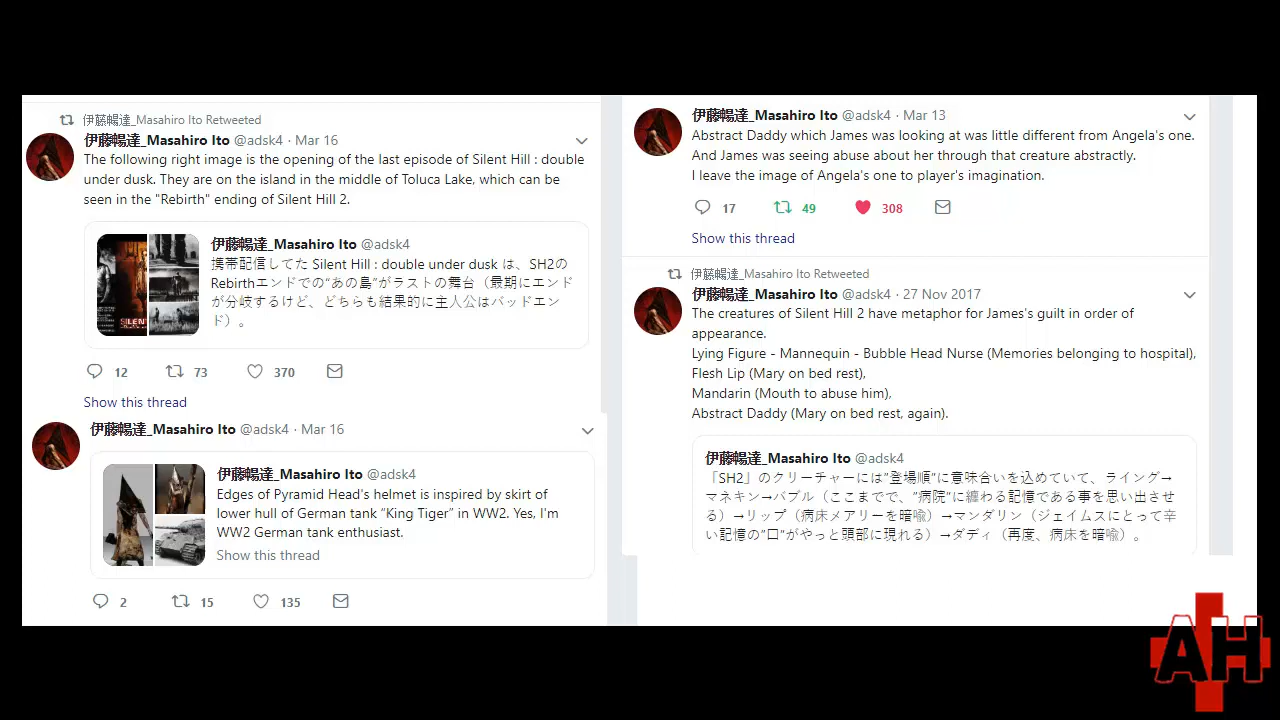 伊藤暢達_Masahiro Ito Retweeted
伊藤暢達_Masahiro Ito @adsk4 · Mar 16
The following right image is the opening of the last episode of Silent Hill : double
under dusk. They are on the island in the middle of Toluca Lake, which can be
seen in the "Rebirth" ending of Silent Hill 2.
伊藤暢達_Masahiro Ito @adsk4
携帯配信してた Silent Hill : double under dusk は、SH2の
Rebirthエンドでの“あの島”がラストの舞台（最期にエンド
が分岐するけど、どちらも結果的に主人公はバッドエン
ド）。
SILENT
12 73 370
Show this thread
伊藤暢達_Masahiro Ito @adsk4 · Mar 16
伊藤暢達_Masahiro Ito @adsk4
Edges of Pyramid Head’s helmet is inspired by skirt of
lower hull of German tank “King Tiger” in WW2. Yes, I'm
WW2 German tank enthusiast.
Show this thread
2 15 135
伊藤暢達_Masahiro Ito @adsk4 · Mar 13
Abstract Daddy which James was looking at was little different from Angela's one.
And James was seeing abuse about her through that creature abstractly.
I leave the image of Angela's one to player's imagination.
17 49 308
Show this thread
伊藤暢達_Masahiro Ito Retweeted
伊藤暢達_Masahiro Ito @adsk4 · 27 Nov 2017
The creatures of Silent Hill 2 have metaphor for James's guilt in order of
appearance.
Lying Figure - Mannequin - Bubble Head Nurse (Memories belonging to hospital),
Flesh Lip (Mary on bed rest),
Mandarin (Mouth to abuse him),
Abstract Daddy (Mary on bed rest, again).
伊藤暢達_Masahiro Ito @adsk4
「SH2」のクリーチャーには”登場順”に意味合いを込めていて、ライング→
マネキン→バブル（ここまでで、”病院”に纏わる記憶である事を思い出させ
る）→リップ（病床メアリーを暗喩）→マンダリン（ジェイムスにとって辛
い記憶の”口”がやっと頭部に現れる）→ダディ（再度、病床を暗喩）。
AH